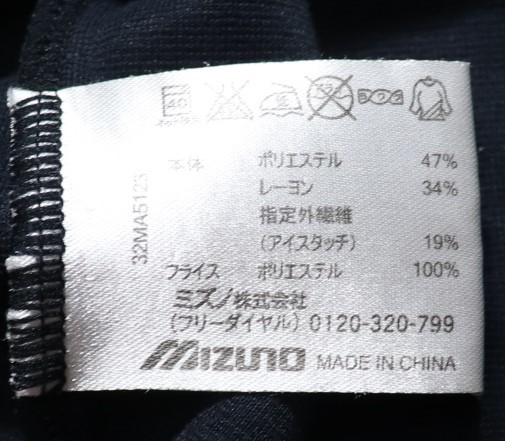 40
本体 ポリエステル 47%
レーヨン 34%
指定外繊維
(アイスタッチ) 19%
フライス ポリエステル 100%
ミズノ株式会社
(フリーダイヤル) 0120-320-799
MIZUNO MADE IN CHINA
32MA5123